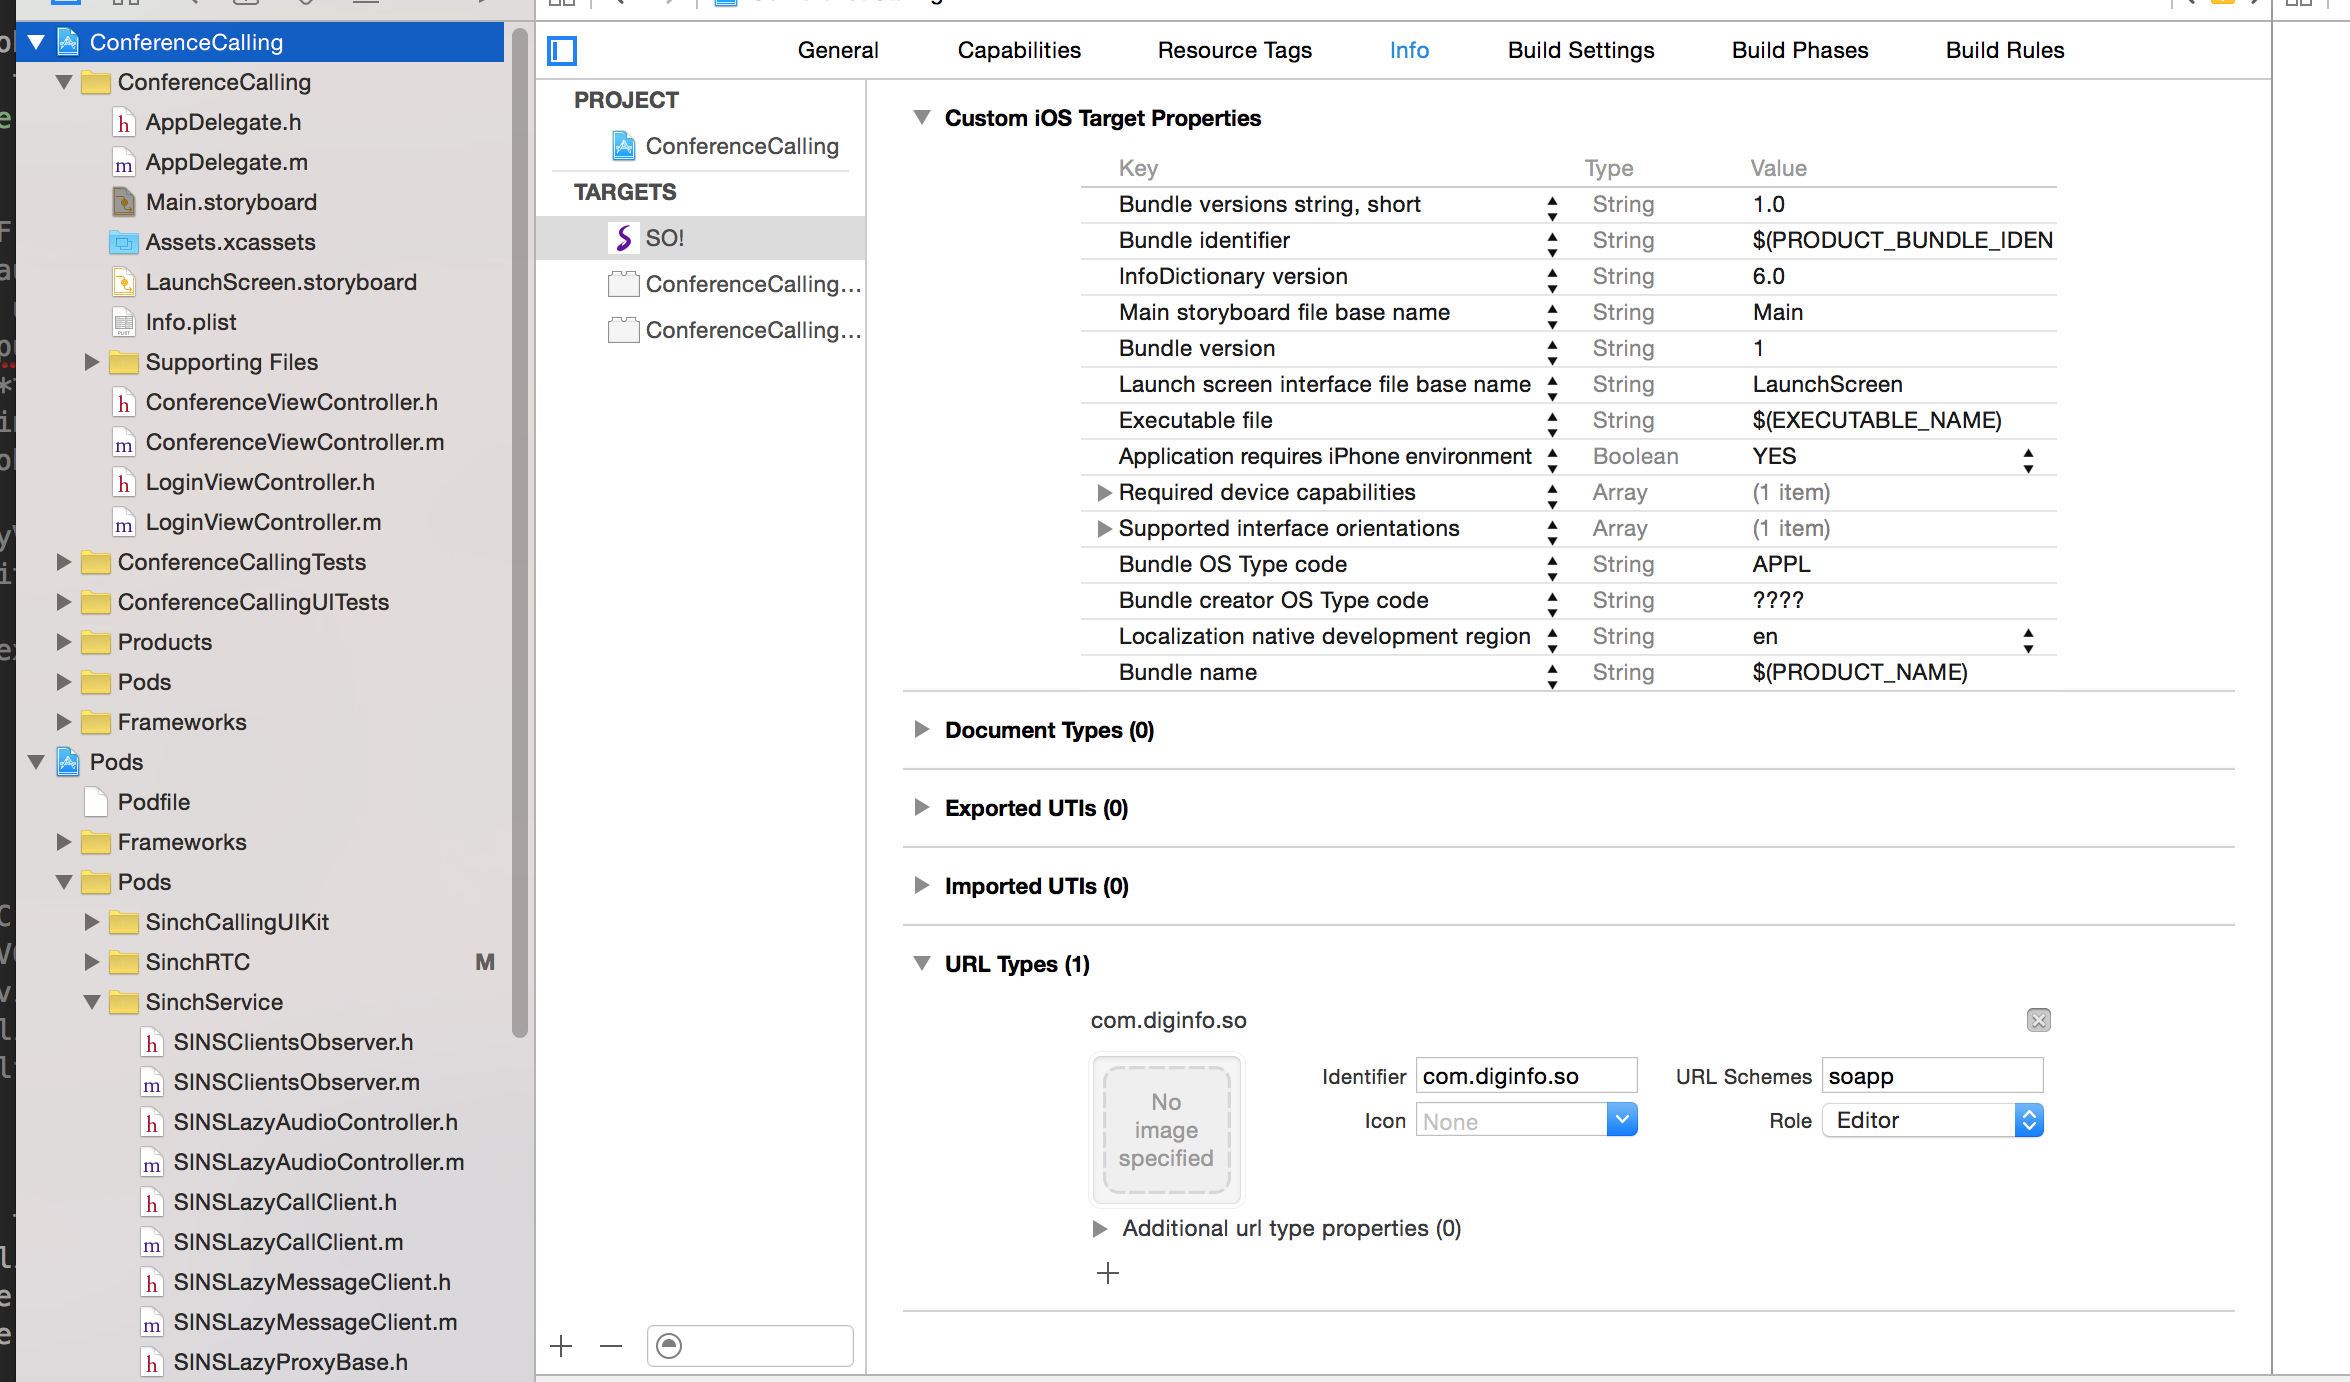 ConferenceCalling
ConferenceCalling
h AppDelegate.h
m AppDelegate.m
Main.storyboard
Assets.xcassets
LaunchScreen.storyboard
Info.plist
Supporting Files
h ConferenceViewController.h
m ConferenceViewController.m
h LoginViewController.h
m LoginViewController.m
ConferenceCallingTests
ConferenceCallingUITests
Products
Pods
Frameworks
Pods
Podfile
Frameworks
Pods
SinchCallingUIKit
SinchRTC M
SinchService
h SINSClientsObserver.h
m SINSClientsObserver.m
h SINSLazyAudioController.h
m SINSLazyAudioController.m
h SINSLazyCallClient.h
m SINSLazyCallClient.m
h SINSLazyMessageClient.h
m SINSLazyMessageClient.m
h SINSLazyProxyBase.h
General Capabilities Resource Tags Info Build Settings Build Phases Build Rules
PROJECT
ConferenceCalling
TARGETS
SO!
ConferenceCalling...
ConferenceCalling...
Custom iOS Target Properties
Key Type Value
Bundle versions string, short String 1.0
Bundle identifier String $(PRODUCT_BUNDLE_IDEN
InfoDictionary version String 6.0
Main storyboard file base name String Main
Bundle version String 1
Launch screen interface file base name String LaunchScreen
Executable file String $(EXECUTABLE_NAME)
Application requires iPhone environment Boolean YES
Required device capabilities Array (1 item)
Supported interface orientations Array (1 item)
Bundle OS Type code String APPL
Bundle creator OS Type code String ????
Localization native development region String en
Bundle name String $(PRODUCT_NAME)
Document Types (0)
Exported UTIs (0)
Imported UTIs (0)
URL Types (1)
com.diginfo.so
No
image
specified
Identifier com.diginfo.so URL Schemes soapp
Icon None Role Editor
Additional url type properties (0)